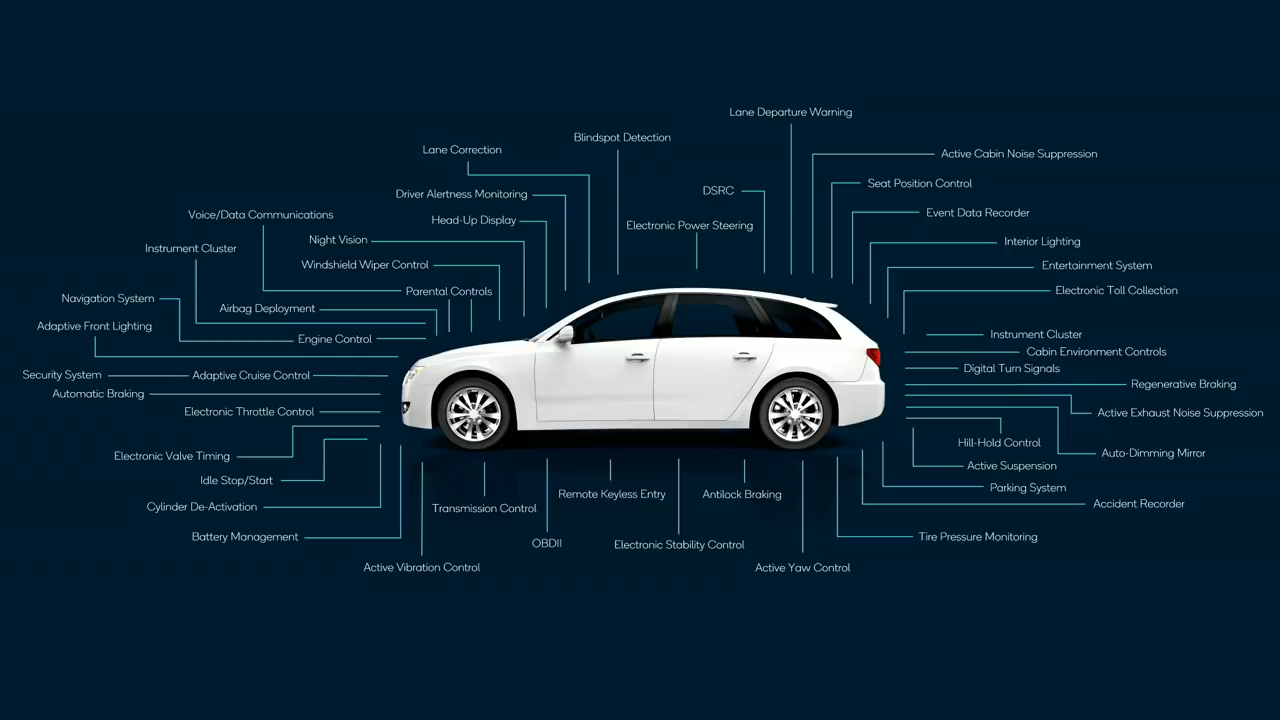 Lane Departure Warning
Blindspot Detection
Lane Correction
Active Cabin Noise Suppression
Seat Position Control
DSRC
Driver Alertness Monitoring
Event Data Recorder
Voice/Data Communications
Head-Up Display
Electronic Power Steering
Night Vision
Interior Lighting
Instrument Cluster
Windshield Wiper Control
Entertainment System
Parental Controls
Electronic Toll Collection
Navigation System
Airbag Deployment
Adaptive Front Lighting
Engine Control
Instrument Cluster
Cabin Environment Controls
Digital Turn Signals
Security System
Adaptive Cruise Control
Regenerative Braking
Automatic Braking
Electronic Throttle Control
Active Exhaust Noise Suppression
Hill-Hold Control
Electronic Valve Timing
Auto-Dimming Mirror
Active Suspension
Idle Stop/Start
Parking System
Remote Keyless Entry
Antilock Braking
Cylinder De-Activation
Transmission Control
Accident Recorder
Battery Management
OBDII
Electronic Stability Control
Tire Pressure Monitoring
Active Vibration Control
Active Yaw Control